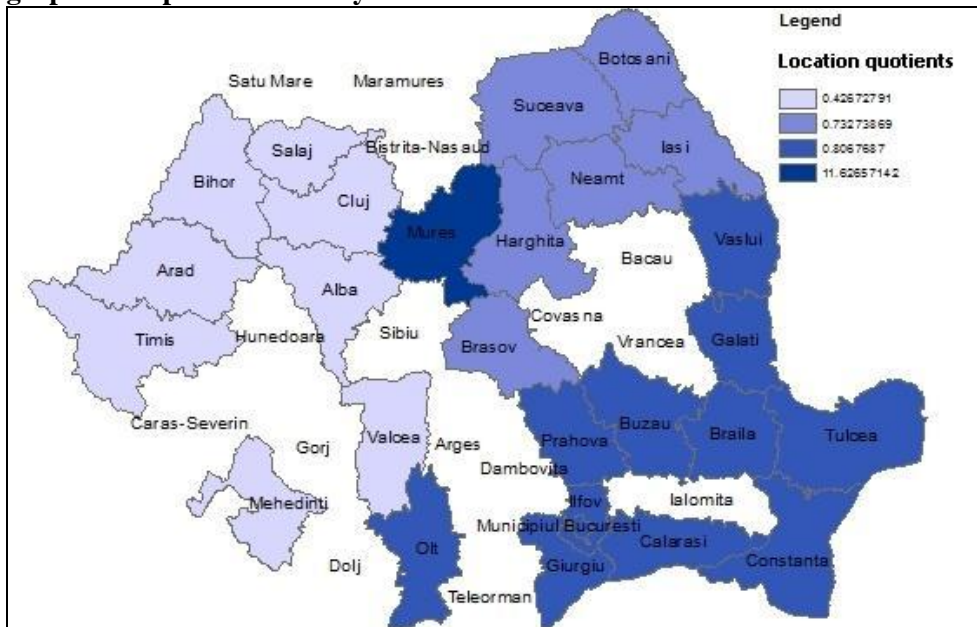 Legend
Location quotients
0.42672791
0.73273869
0.8067687
11.62657142
Botosani
Satu Mare
Maramures
Suceava
Salaj
Bistrita-Nasaud
Iasi
Bihor
Neamt
Cluj
Mures
Harghita
Vaslui
Bacau
Arad
Alba
Covasna
Timis
Hunedoara
Sibiu
Brasov
Vrancea
Galati
Caras-Severin
Gorj
Valcea
Arges
Prahova
Buzau
Braila
Tulcea
Dambovita
Mehedinti
Ilfov
Ialomita
Municipiul Bucuresti
Calarasi
Olt
Dolj
Giurgiu
Constanta
Teleorman